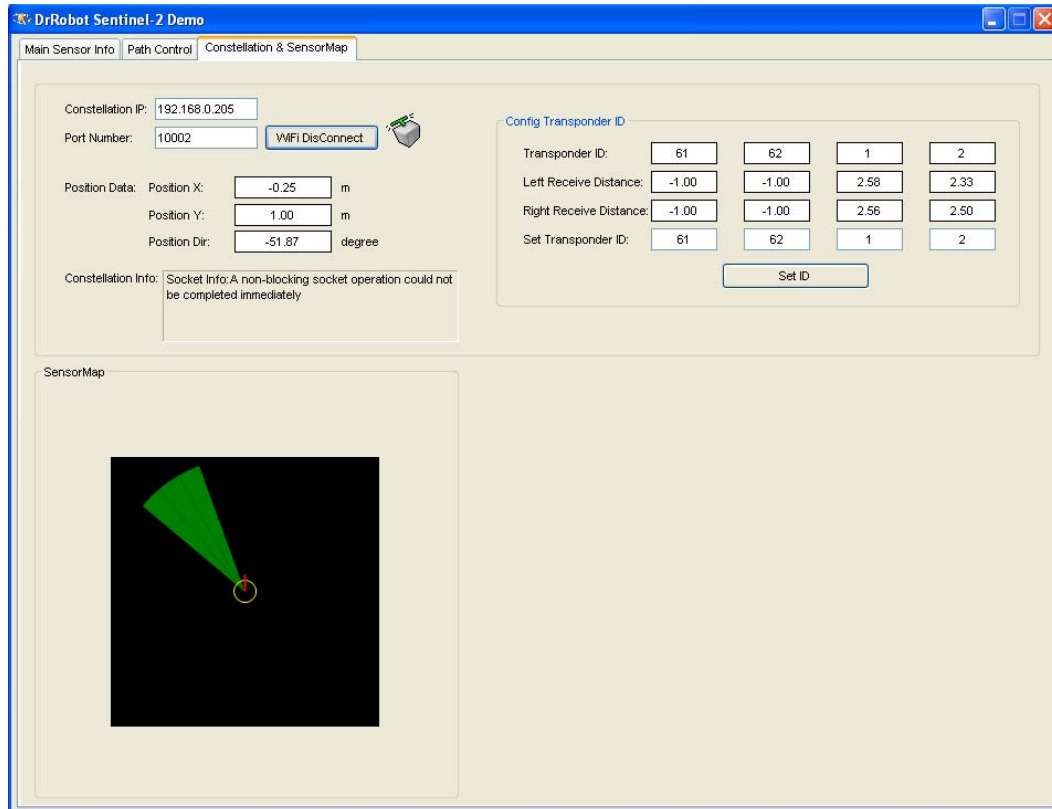 DrRobot Sentinel-2 Demo
Main Sensor Info Path Control Constellation & SensorMap
Constellation IP: 192.168.0.205
Port Number: 10002 WiFi DisConnect
Position Data: Position X: -0.25 m
Position Y: 1.00 m
Position Dir: -51.87 degree
Constellation Info: Socket Info:A non-blocking socket operation could not
be completed immediately
Config Transponder ID
Transponder ID: 61 62 1 2
Left Receive Distance: -1.00 -1.00 2.58 2.33
Right Receive Distance: -1.00 -1.00 2.56 2.50
Set Transponder ID: 61 62 1 2
Set ID
SensorMap